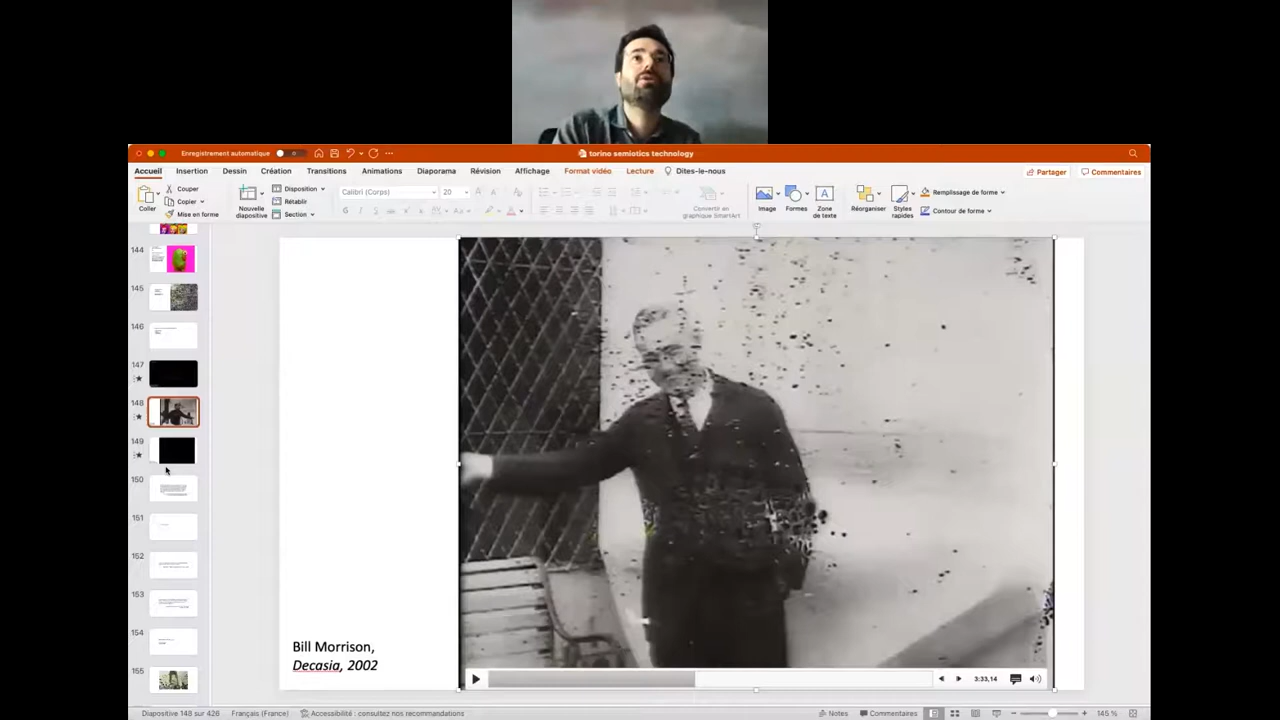 Enregistrement automatique
torino semiotics technology
Accueil Insertion Dessin Création Transitions Animations Diaporama Révision Affichage Format vidéo Lecture Dites-le-nous
Partager Commentaires
Coller
Couper
Copier
Mise en forme
Nouvelle
diapositive
Disposition
Rétablir
Section
Calibri (Corps) 20
Convertir en
graphique SmartArt
Image
Formes
Zone
de texte
Réorganiser
Styles
rapides
Remplissage de forme
Contour de forme
144
145
146
147
148
149
150
151
152
153
154
155
Bill Morrison,
Decasia, 2002
3:33,14
Diapositive 148 sur 426 Français (France) Accessibilité : consultez nos recommandations
Notes Commentaires 145 %